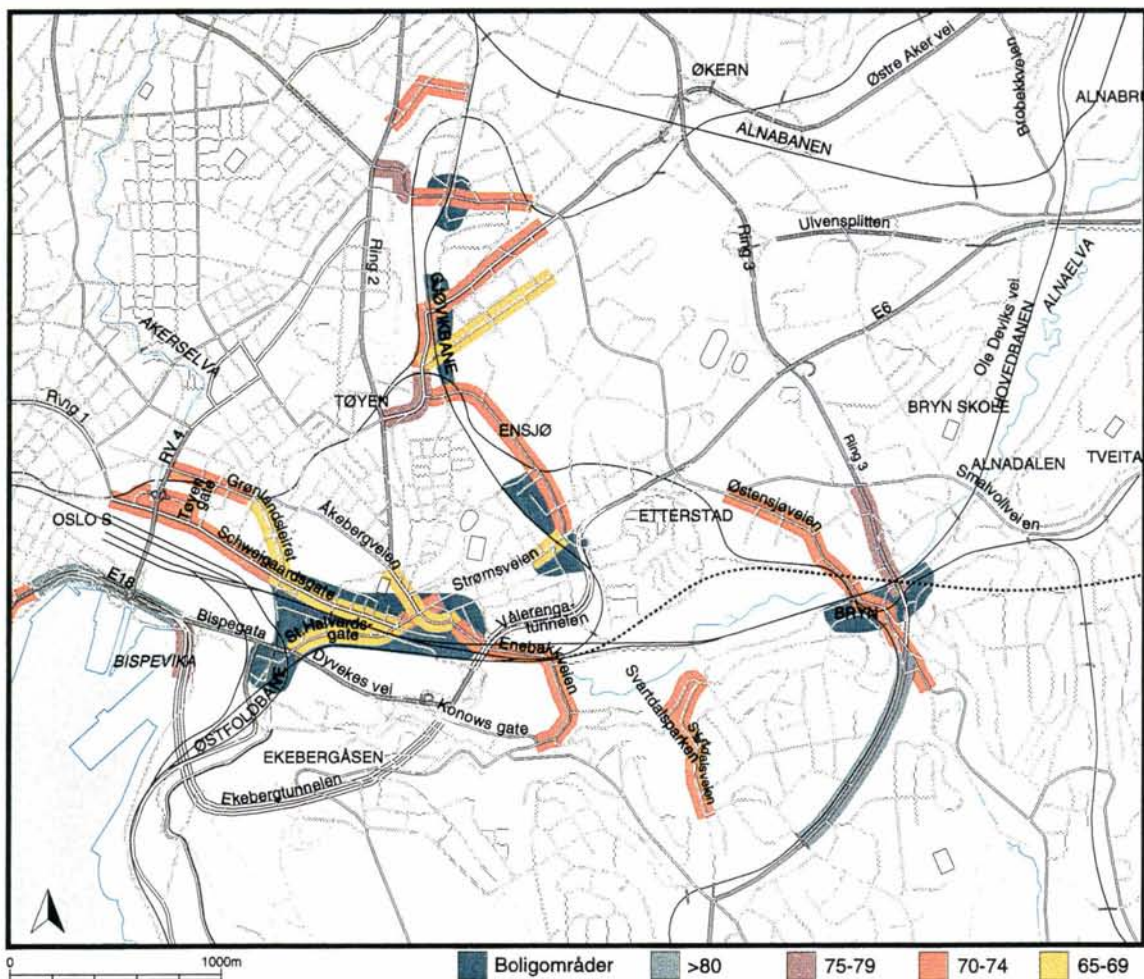 ØKERN
Østre Aker vei
Brobekkveien
ALNABRU
ALNABANEN
Ulvensplitten
Ring 2
Ring 3
ALNAELVA
GJØVIKBANE
E6
Ole Deviks vei
HOVEDBANEN
AKERSELVA
Ring 1
TØYEN
BRYN SKOLE
RV 4
ENSJØ
Ring 3
ALNADALEN
TVEITA
Grønlandsleiret
Tøyen
gate
Smalvollveien
Østensjøveien
OSLO S
Åkebergveien
ETTERSTAD
Schweigaardsgate
Strømsveien
E18
Vålerenga-
tunnelen
BRYN
Bispegata
St.Halvards-
gate
Enebakkveien
BISPEVIKA
Dyvekes vei
Svartdalsparken
Konows gate
ØSTFOLDBANE
EKEBERGÅSEN
Ekebergtunnelen
0 1000m
Boligområder >80 75-79 70-74 65-69